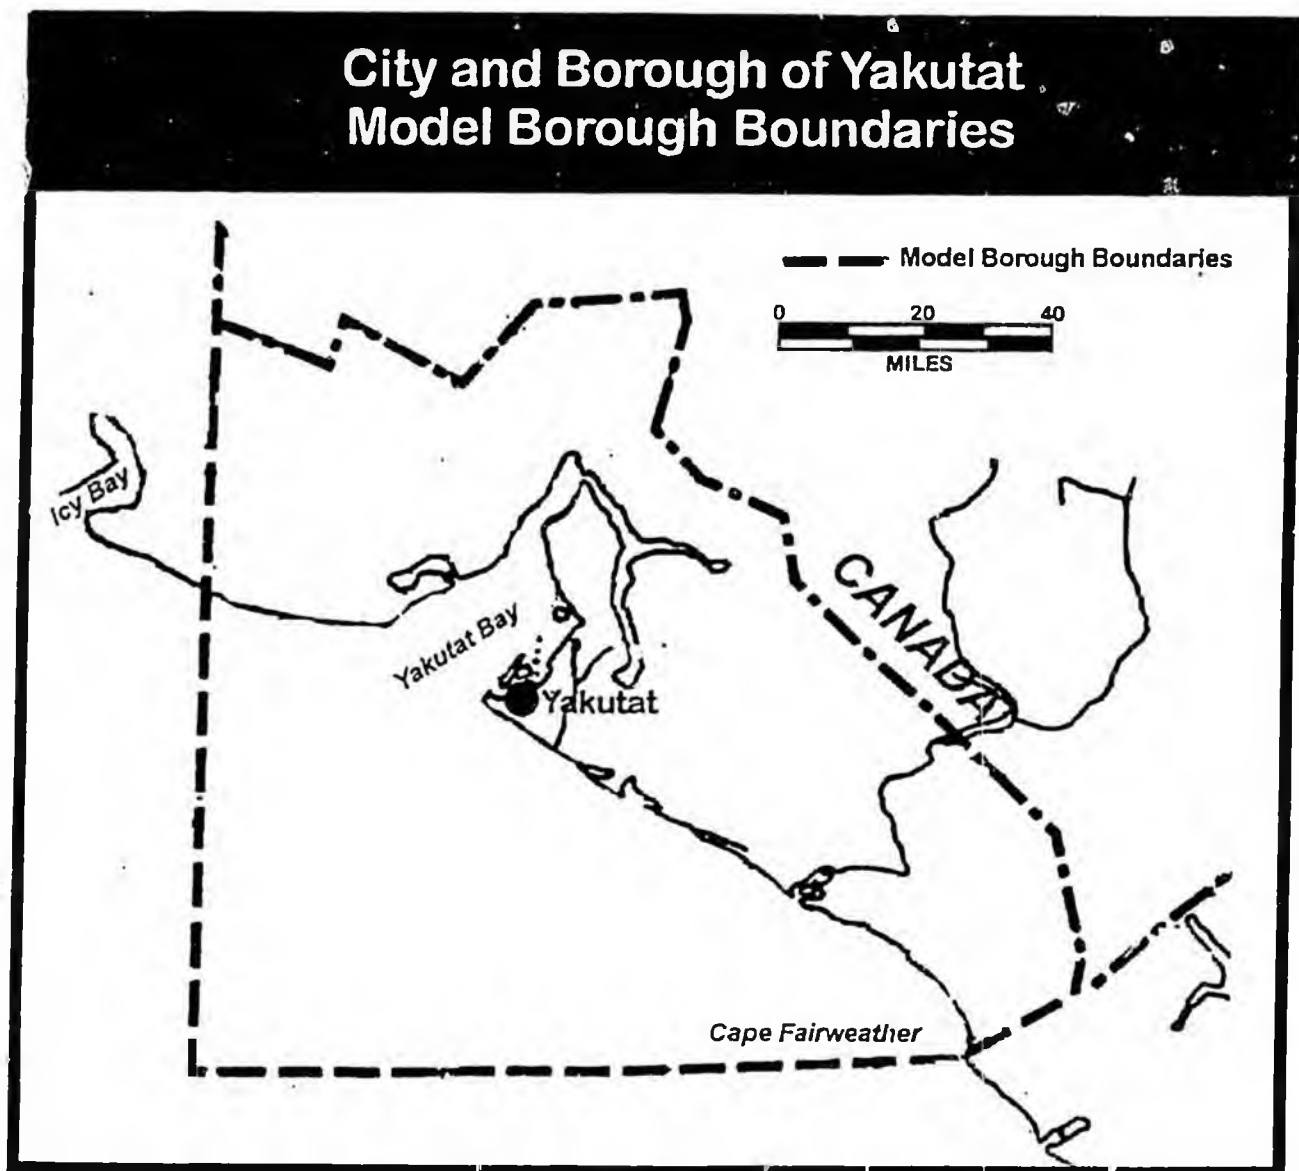 City and Borough of Yakutat
Model Borough Boundaries
Model Borough Boundaries
0 20 40
MILES
Icy Bay
CANADA
Yakutat Bay
Yakutat
Cape Fairweather